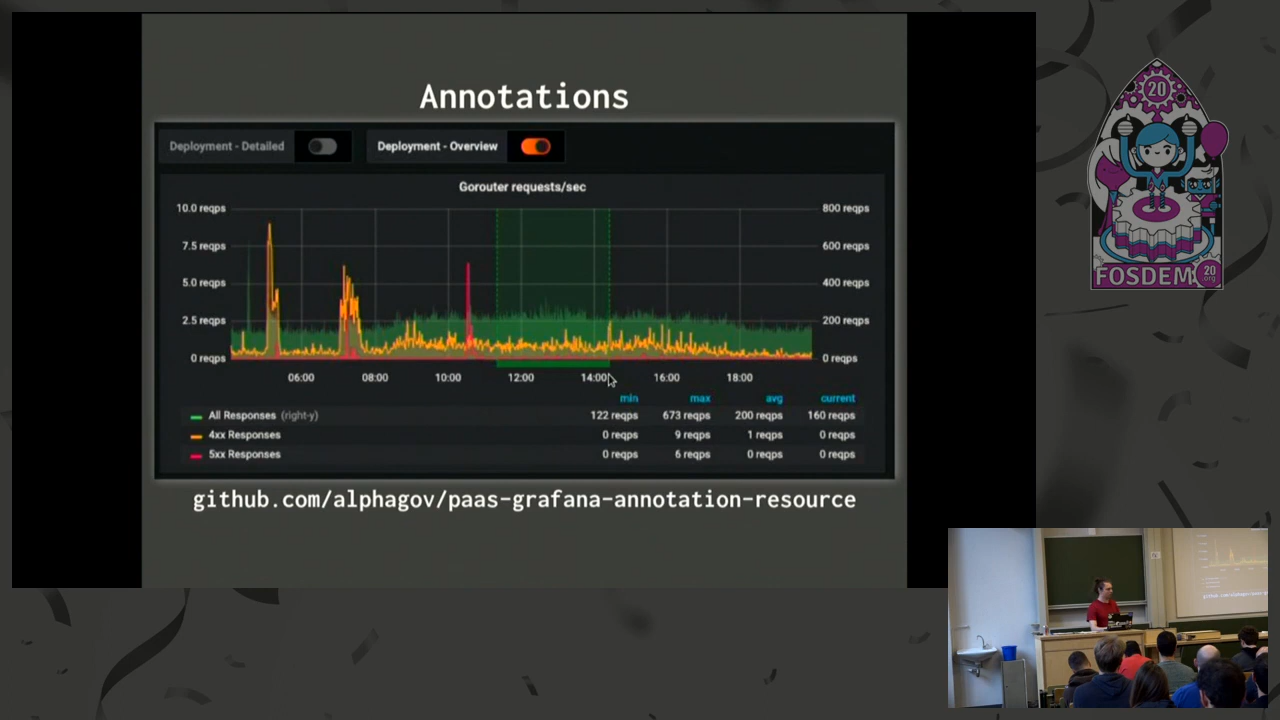 Annotations
Deployment - Detailed
Deployment - Overview
Gorouter requests/sec
10.0 reqps
800 reqps
7.5 reqps
600 reqps
5.0 reqps
400 reqps
2.5 reqps
200 reqps
0 reqps
0 reqps
06:00 08:00 10:00 12:00 14:00 16:00 18:00
min max avg current
All Responses (right-y) 122 reqps 673 reqps 200 reqps 160 reqps
4xx Responses 0 reqps 9 reqps 1 reqps 0 reqps
5xx Responses 0 reqps 6 reqps 0 reqps 0 reqps
github.com/alphagov/paas-grafana-annotation-resource
20
FOSDEM 20
.org